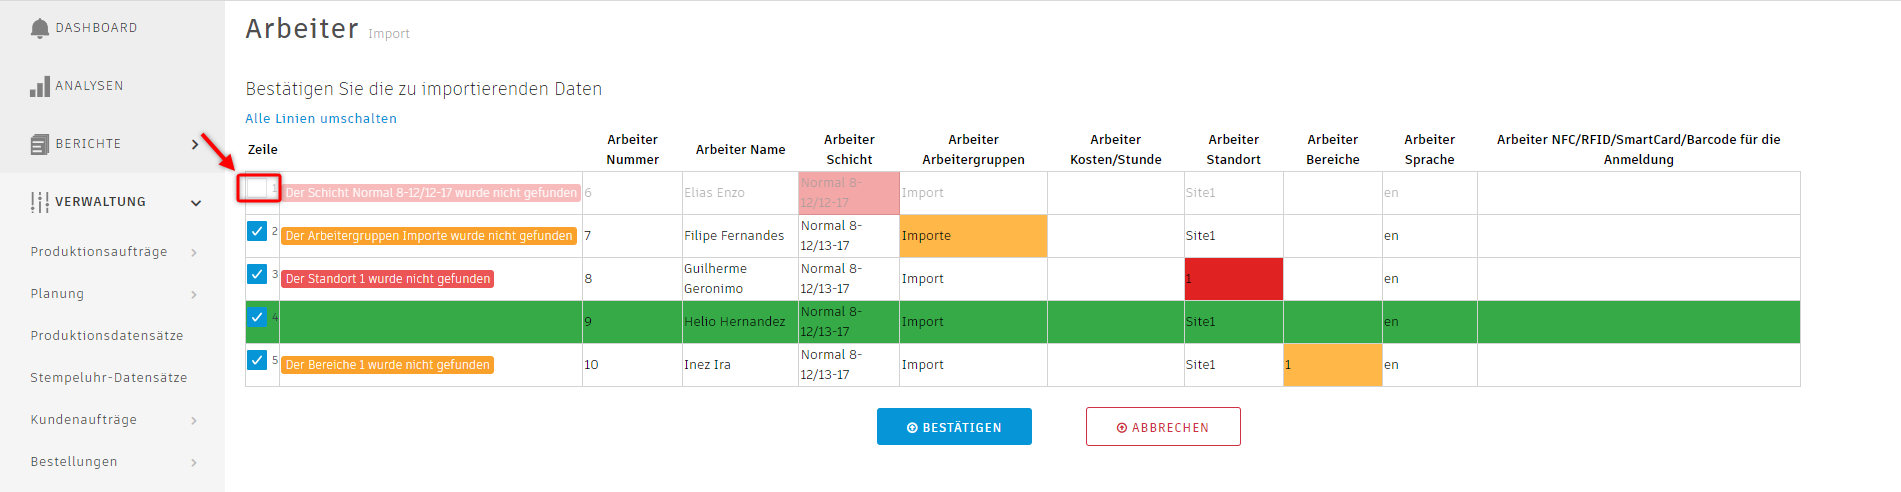 DASHBOARD
ANALYSEN
BERICHTE
VERWALTUNG
Produktionsaufträge
Planung
Produktionsdatensätze
Stempeluhr-Datensätze
Kundenaufträge
Bestellungen
Arbeiter Import
Bestätigen Sie die zu importierenden Daten
Alle Linien umschalten
Zeile Arbeiter Nummer Arbeiter Name Arbeiter Schicht Arbeiter Arbeitergruppen Arbeiter Kosten/Stunde Arbeiter Standort Arbeiter Bereiche Arbeiter Sprache Arbeiter NFC/RFID/SmartCard/Barcode für die Anmeldung
1 Der Schicht Normal 8-12/12-17 wurde nicht gefunden 6 Elias Enzo Normal 8-12/12-17 Import Site1 en
2 Der Arbeitergruppen Importe wurde nicht gefunden 7 Filipe Fernandes Normal 8-12/13-17 Importe Site1 en
3 Der Standort 1 wurde nicht gefunden 8 Guilherme Geronimo Normal 8-12/13-17 Import 1 en
4 9 Helio Hernandez Normal 8-12/13-17 Import Site1 en
5 Der Bereiche 1 wurde nicht gefunden 10 Inez Ira Normal 8-12/13-17 Import Site1 1 en
BESTÄTIGEN ABBRECHEN